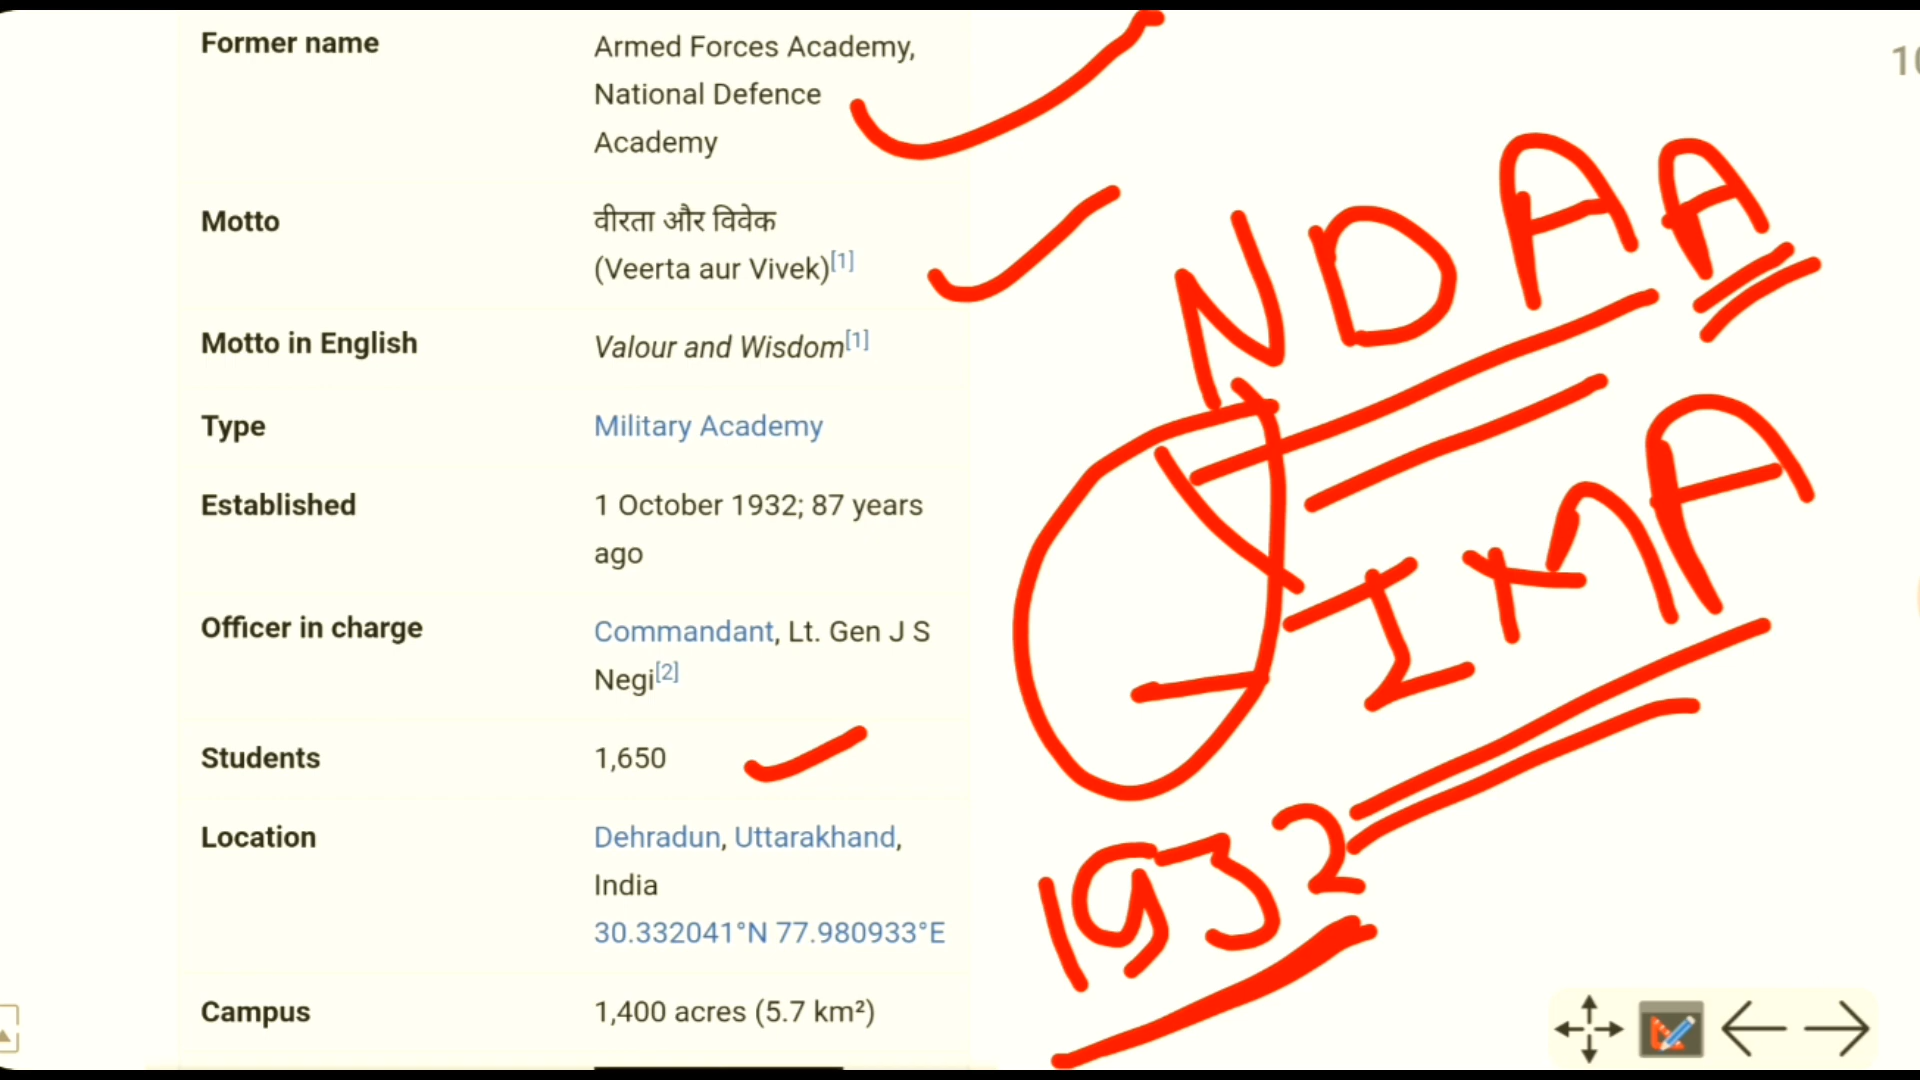 Former name
Armed Forces Academy,
National Defence
Academy
Motto
वीरता और विवेक
(Veerta aur Vivek)[1]
Motto in English
Valour and Wisdom[1]
Type
Military Academy
Established
1 October 1932; 87 years
ago
Officer in charge
Commandant, Lt. Gen J S
Negi[2]
Students
1,650
Location
Dehradun, Uttarakhand,
India
30.332041°N 77.980933°E
Campus
1,400 acres (5.7 km²)
10
NDAA
IMA
1932